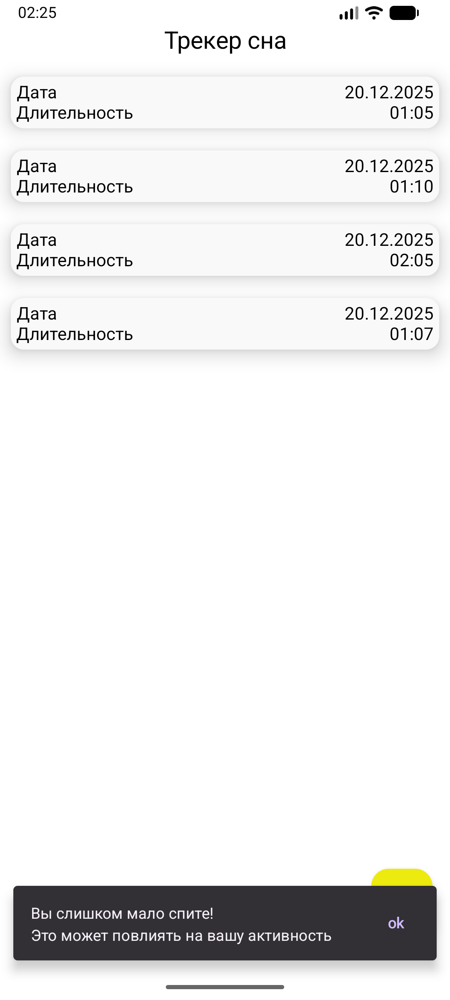 02:25
Трекер сна
Дата 20.12.2025
Длительность 01:05
Дата 20.12.2025
Длительность 01:10
Дата 20.12.2025
Длительность 02:05
Дата 20.12.2025
Длительность 01:07
Вы слишком мало спите!
Это может повлиять на вашу активность
ok